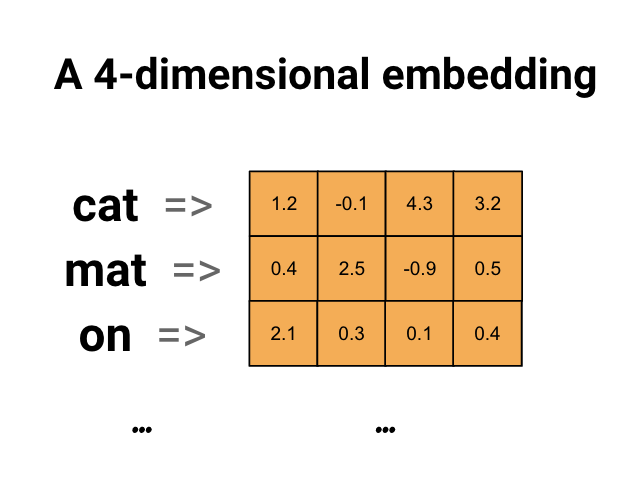 A 4-dimensional embedding
cat => 1.2 -0.1 4.3 3.2
mat => 0.4 2.5 -0.9 0.5
on => 2.1 0.3 0.1 0.4
... ...